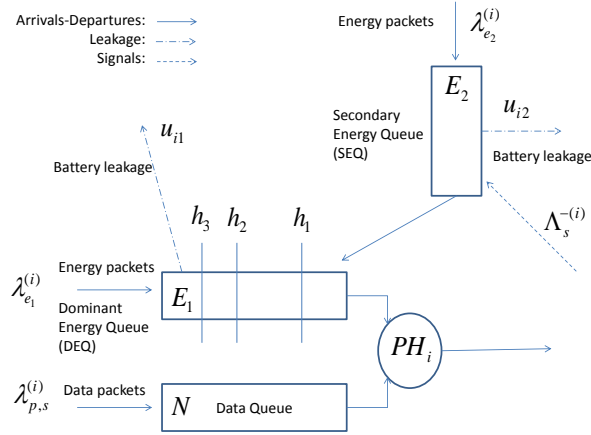 Arrivals-Departures:
Leakage:
Signals:
Energy packets
λ_{e_2}^{(i)}
E_2
Secondary
Energy Queue
(SEQ)
u_{i2}
Battery leakage
u_{i1}
Battery leakage
Λ_s^{-(i)}
h_3 h_2 h_1
λ_{e_1}^{(i)}
Energy packets
Dominant
Energy Queue
(DEQ)
E_1
PH_i
λ_{p,s}^{(i)}
Data packets
N Data Queue